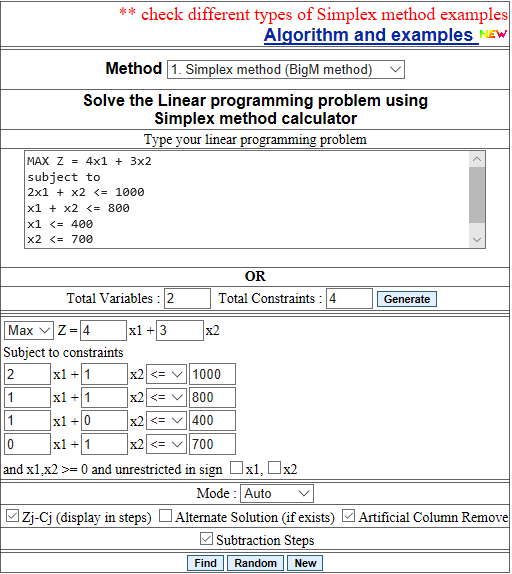 ** check different types of Simplex method examples
Algorithm and examples NEW
Method 1. Simplex method (BigM method)
Solve the Linear programming problem using
Simplex method calculator
Type your linear programming problem
MAX Z = 4x1 + 3x2
subject to
2x1 + x2 <= 1000
x1 + x2 <= 800
x1 <= 400
x2 <= 700
OR
Total Variables : 2 Total Constraints : 4 Generate
Max Z = 4 x1 + 3 x2
Subject to constraints
2 x1 + 1 x2 <= 1000
1 x1 + 1 x2 <= 800
1 x1 + 0 x2 <= 400
0 x1 + 1 x2 <= 700
and x1,x2 >= 0 and unrestricted in sign x1, x2
Mode : Auto
Zj-Cj (display in steps) Alternate Solution (if exists) Artificial Column Remove
Subtraction Steps
Find Random New